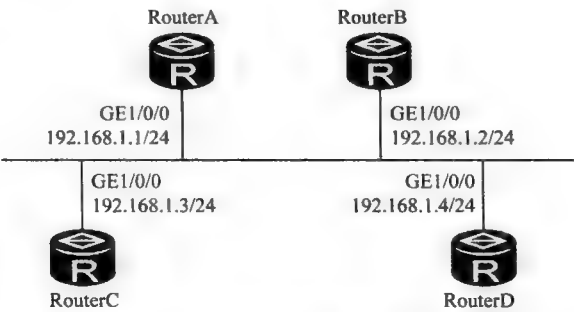 RouterA
RouterB
R
R
GE1/0/0
192.168.1.1/24
GE1/0/0
192.168.1.2/24
GE1/0/0
192.168.1.3/24
GE1/0/0
192.168.1.4/24
R
R
RouterC
RouterD